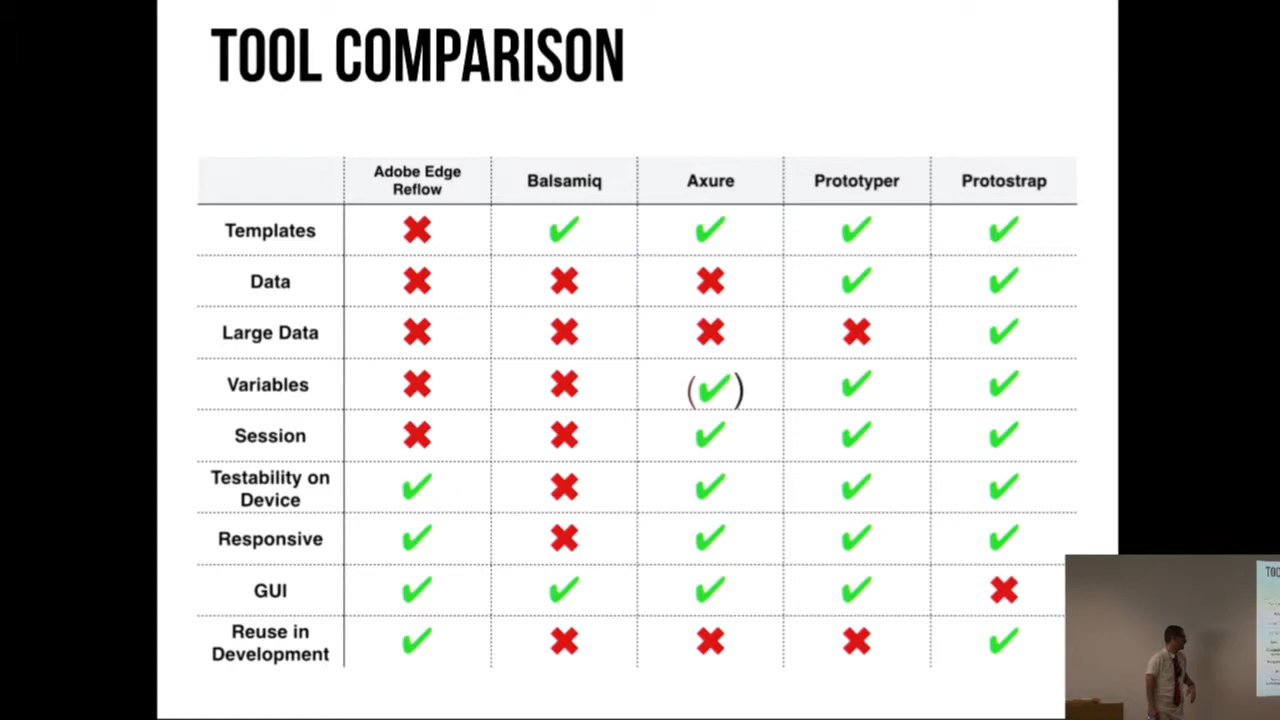 TOOL COMPARISON
Adobe Edge
Reflow
Balsamiq
Axure
Prototyper
Protostrap
Templates
Data
Large Data
Variables
( )
Session
Testability on
Device
Responsive
GUI
Reuse in
Development